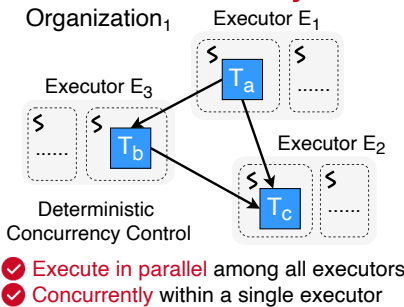 Organization1
Executor E1
Ta
......
Executor E3
......
Tb
Executor E2
Tc
......
Deterministic
Concurrency Control
Execute in parallel among all executors
Concurrently within a single executor